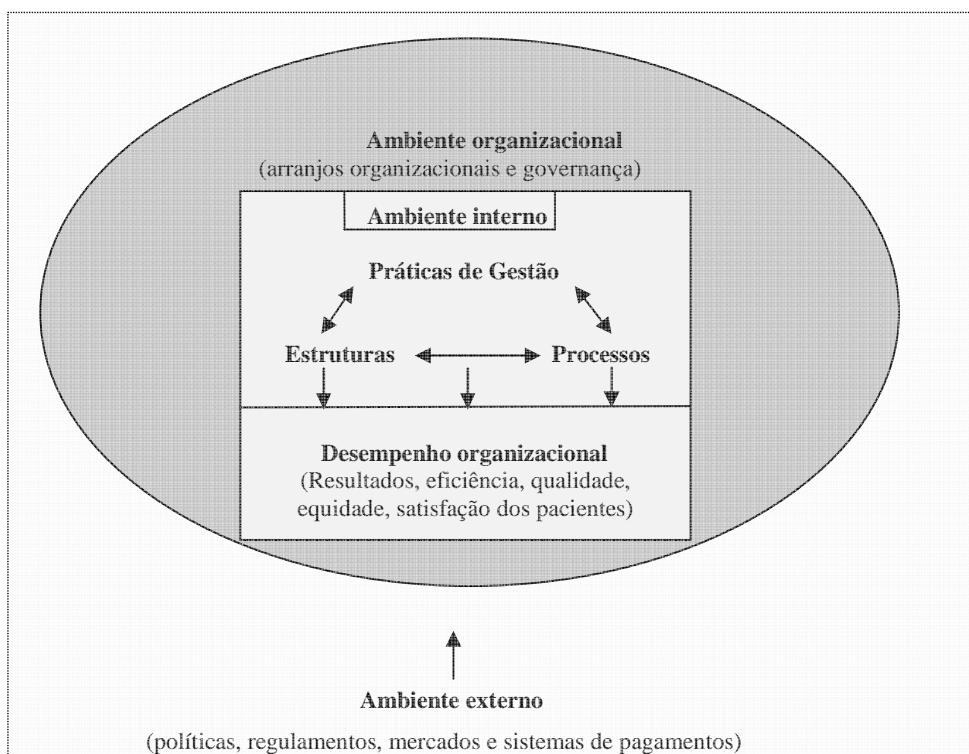 Ambiente organizacional
(arranjos organizacionais e governança)
Ambiente interno
Práticas de Gestão
Estruturas
Processos
Desempenho organizacional
(Resultados, eficiência, qualidade,
equidade, satisfação dos pacientes)
Ambiente externo
(políticas, regulamentos, mercados e sistemas de pagamentos)